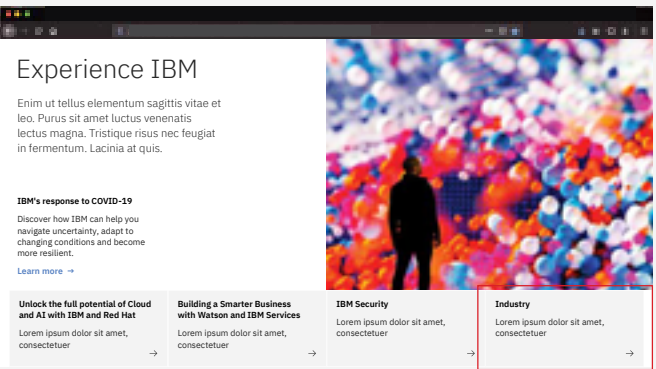 Experience IBM
Enim ut tellus elementum sagittis vitae et
leo. Purus sit amet luctus venenatis
lectus magna. Tristique risus nec feugiat
in fermentum. Lacinia at quis.
IBM's response to COVID-19
Discover how IBM can help you
navigate uncertainty, adapt to
changing conditions and become
more resilient.
Learn more →
Unlock the full potential of Cloud
and AI with IBM and Red Hat
Lorem ipsum dolor sit amet,
consectetuer
→
Building a Smarter Business
with Watson and IBM Services
Lorem ipsum dolor sit amet,
consectetuer
→
IBM Security
Lorem ipsum dolor sit amet,
consectetuer
→
Industry
Lorem ipsum dolor sit amet,
consectetuer
→